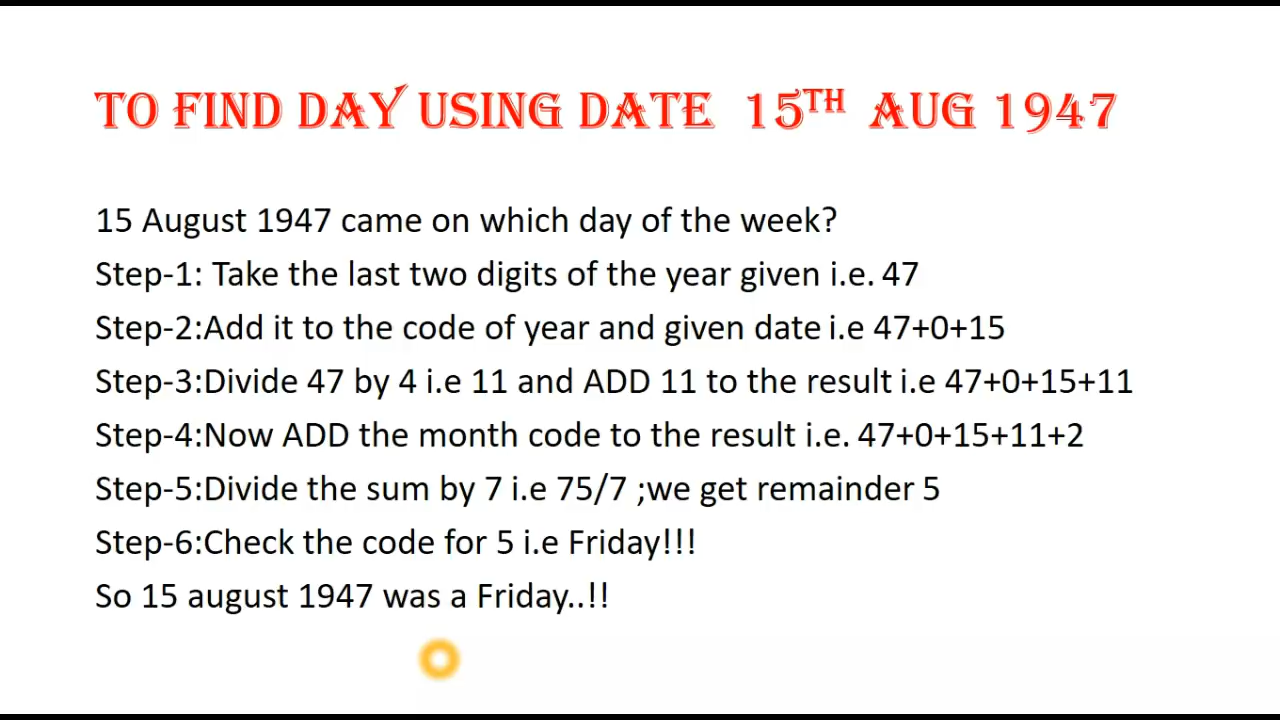 TO FIND DAY USING DATE 15TH AUG 1947
15 August 1947 came on which day of the week?
Step-1: Take the last two digits of the year given i.e. 47
Step-2:Add it to the code of year and given date i.e 47+0+15
Step-3:Divide 47 by 4 i.e 11 and ADD 11 to the result i.e 47+0+15+11
Step-4:Now ADD the month code to the result i.e. 47+0+15+11+2
Step-5:Divide the sum by 7 i.e 75/7 ;we get remainder 5
Step-6:Check the code for 5 i.e Friday!!!
So 15 august 1947 was a Friday..!!